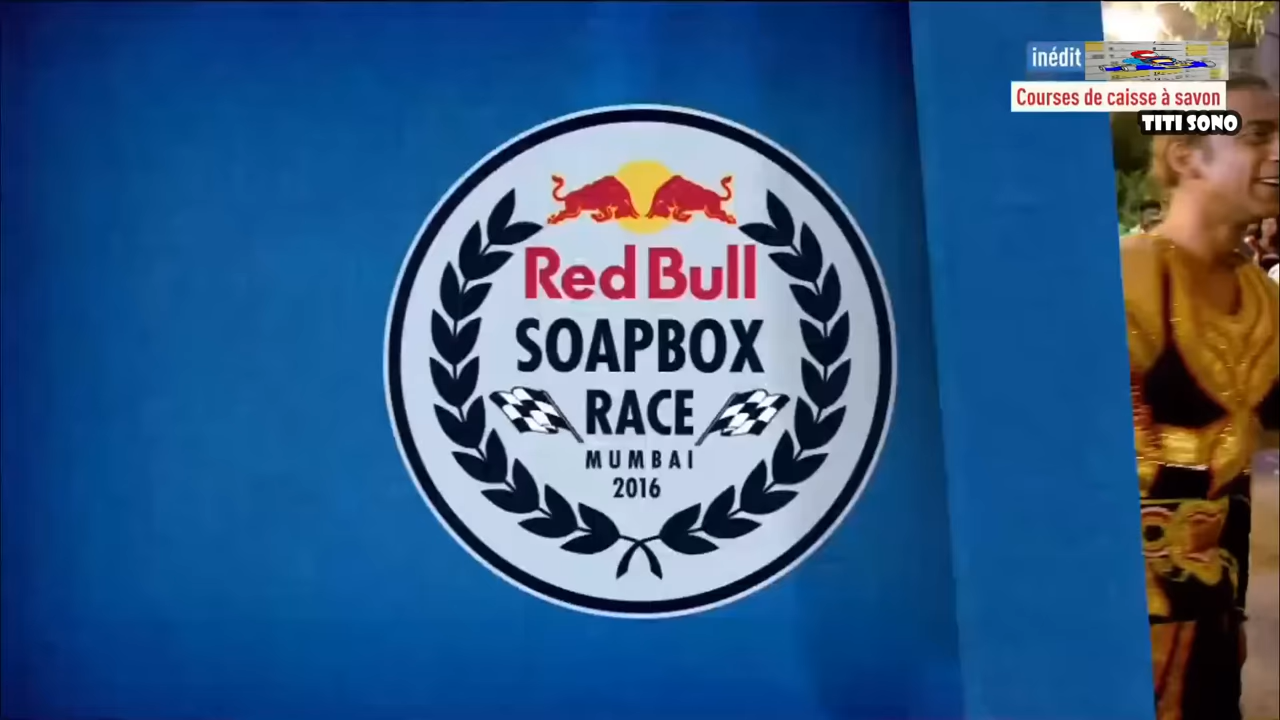 inédit
Courses de caisse à savon
TITI SONO
Red Bull
SOAPBOX
RACE
MUMBAI
2016